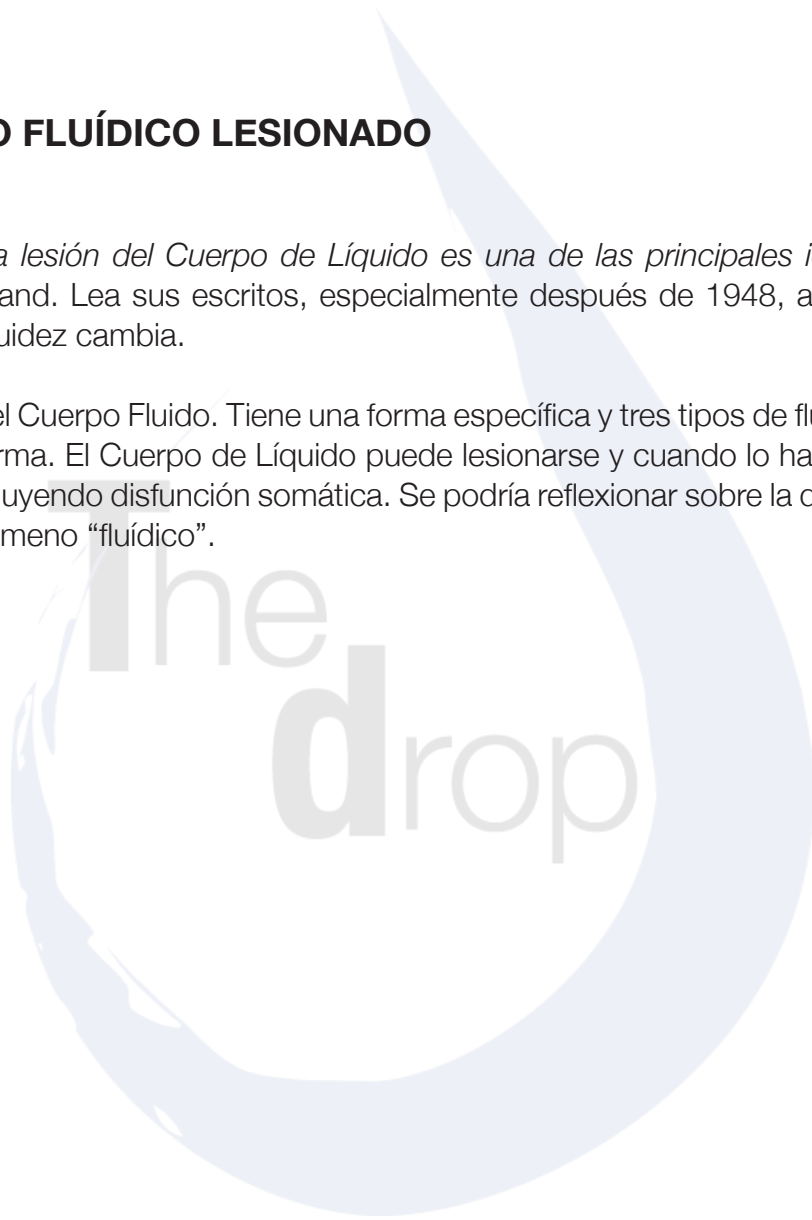 O FLUÍDICO LESIONADO
a lesión del Cuerpo de Líquido es una de las principales i
and. Lea sus escritos, especialmente después de 1948, a
uidez cambia.
el Cuerpo Fluido. Tiene una forma específica y tres tipos de flu
rma. El Cuerpo de Líquido puede lesionarse y cuando lo ha
luyendo disfunción somática. Se podría reflexionar sobre la d
meno “fluídico”.
The
drop